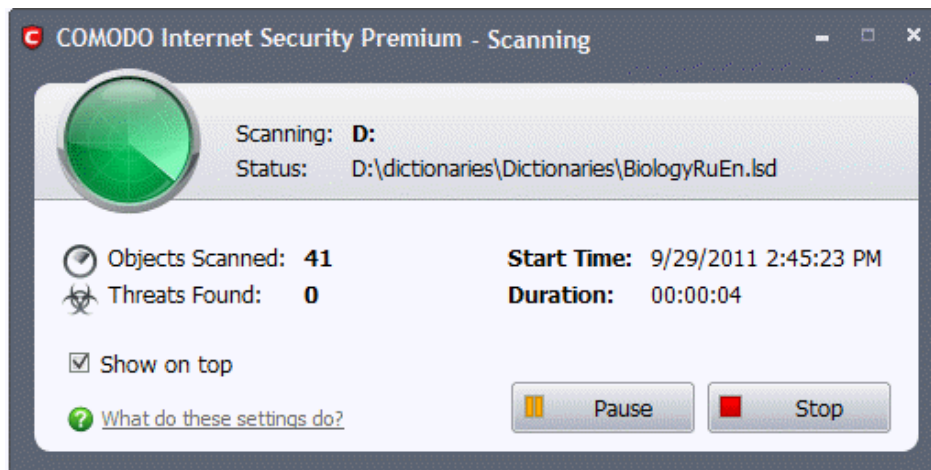 COMODO Internet Security Premium - Scanning
Scanning: D:
Status: D:\dictionaries\Dictionaries\BiologyRuEn.lsd
Objects Scanned: 41
Start Time: 9/29/2011 2:45:23 PM
Threats Found: 0
Duration: 00:00:04
Show on top
What do these settings do?
Pause
Stop